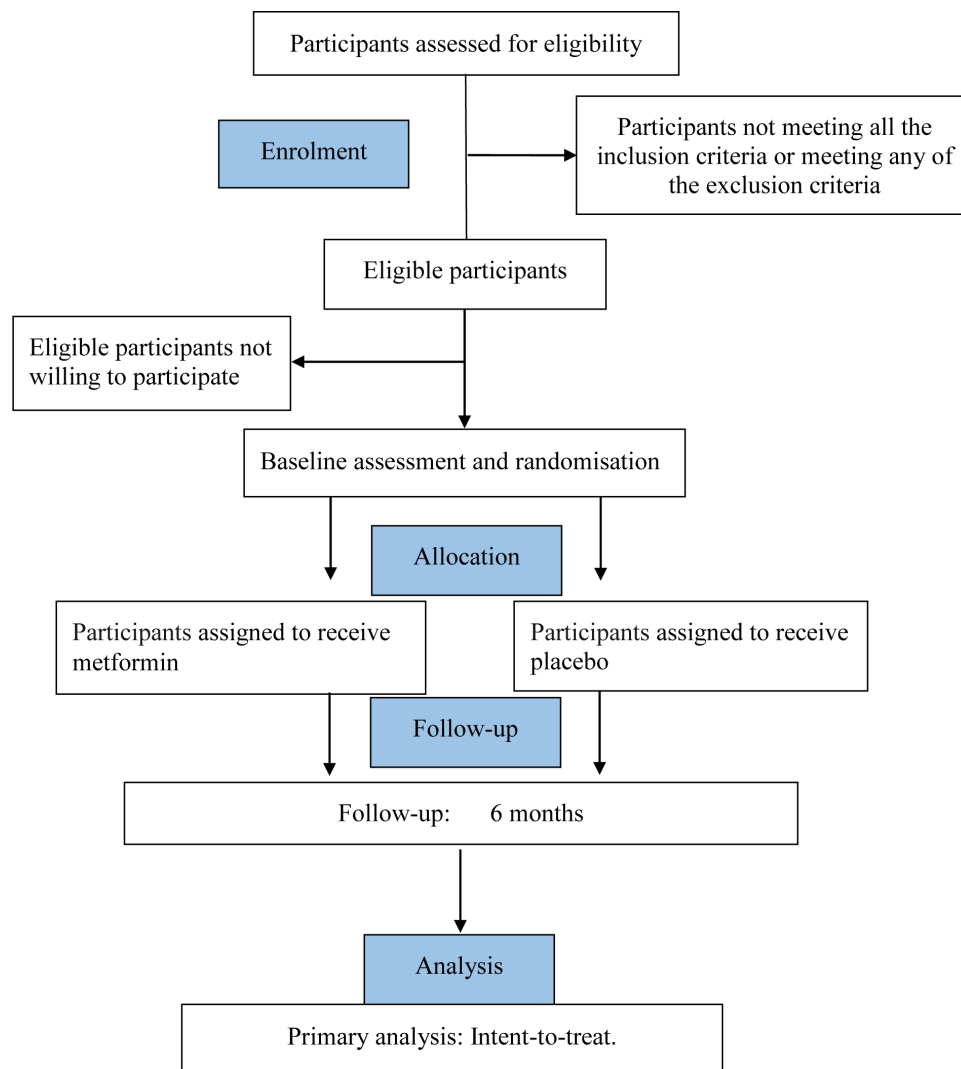 Participants assessed for eligibility
Participants not meeting all the
inclusion criteria or meeting any of
the exclusion criteria
Enrolment
Eligible participants
Eligible participants not
willing to participate
Baseline assessment and randomisation
Allocation
Participants assigned to receive
metformin
Participants assigned to receive
placebo
Follow-up
Follow-up: 6 months
Analysis
Primary analysis: Intent-to-treat.